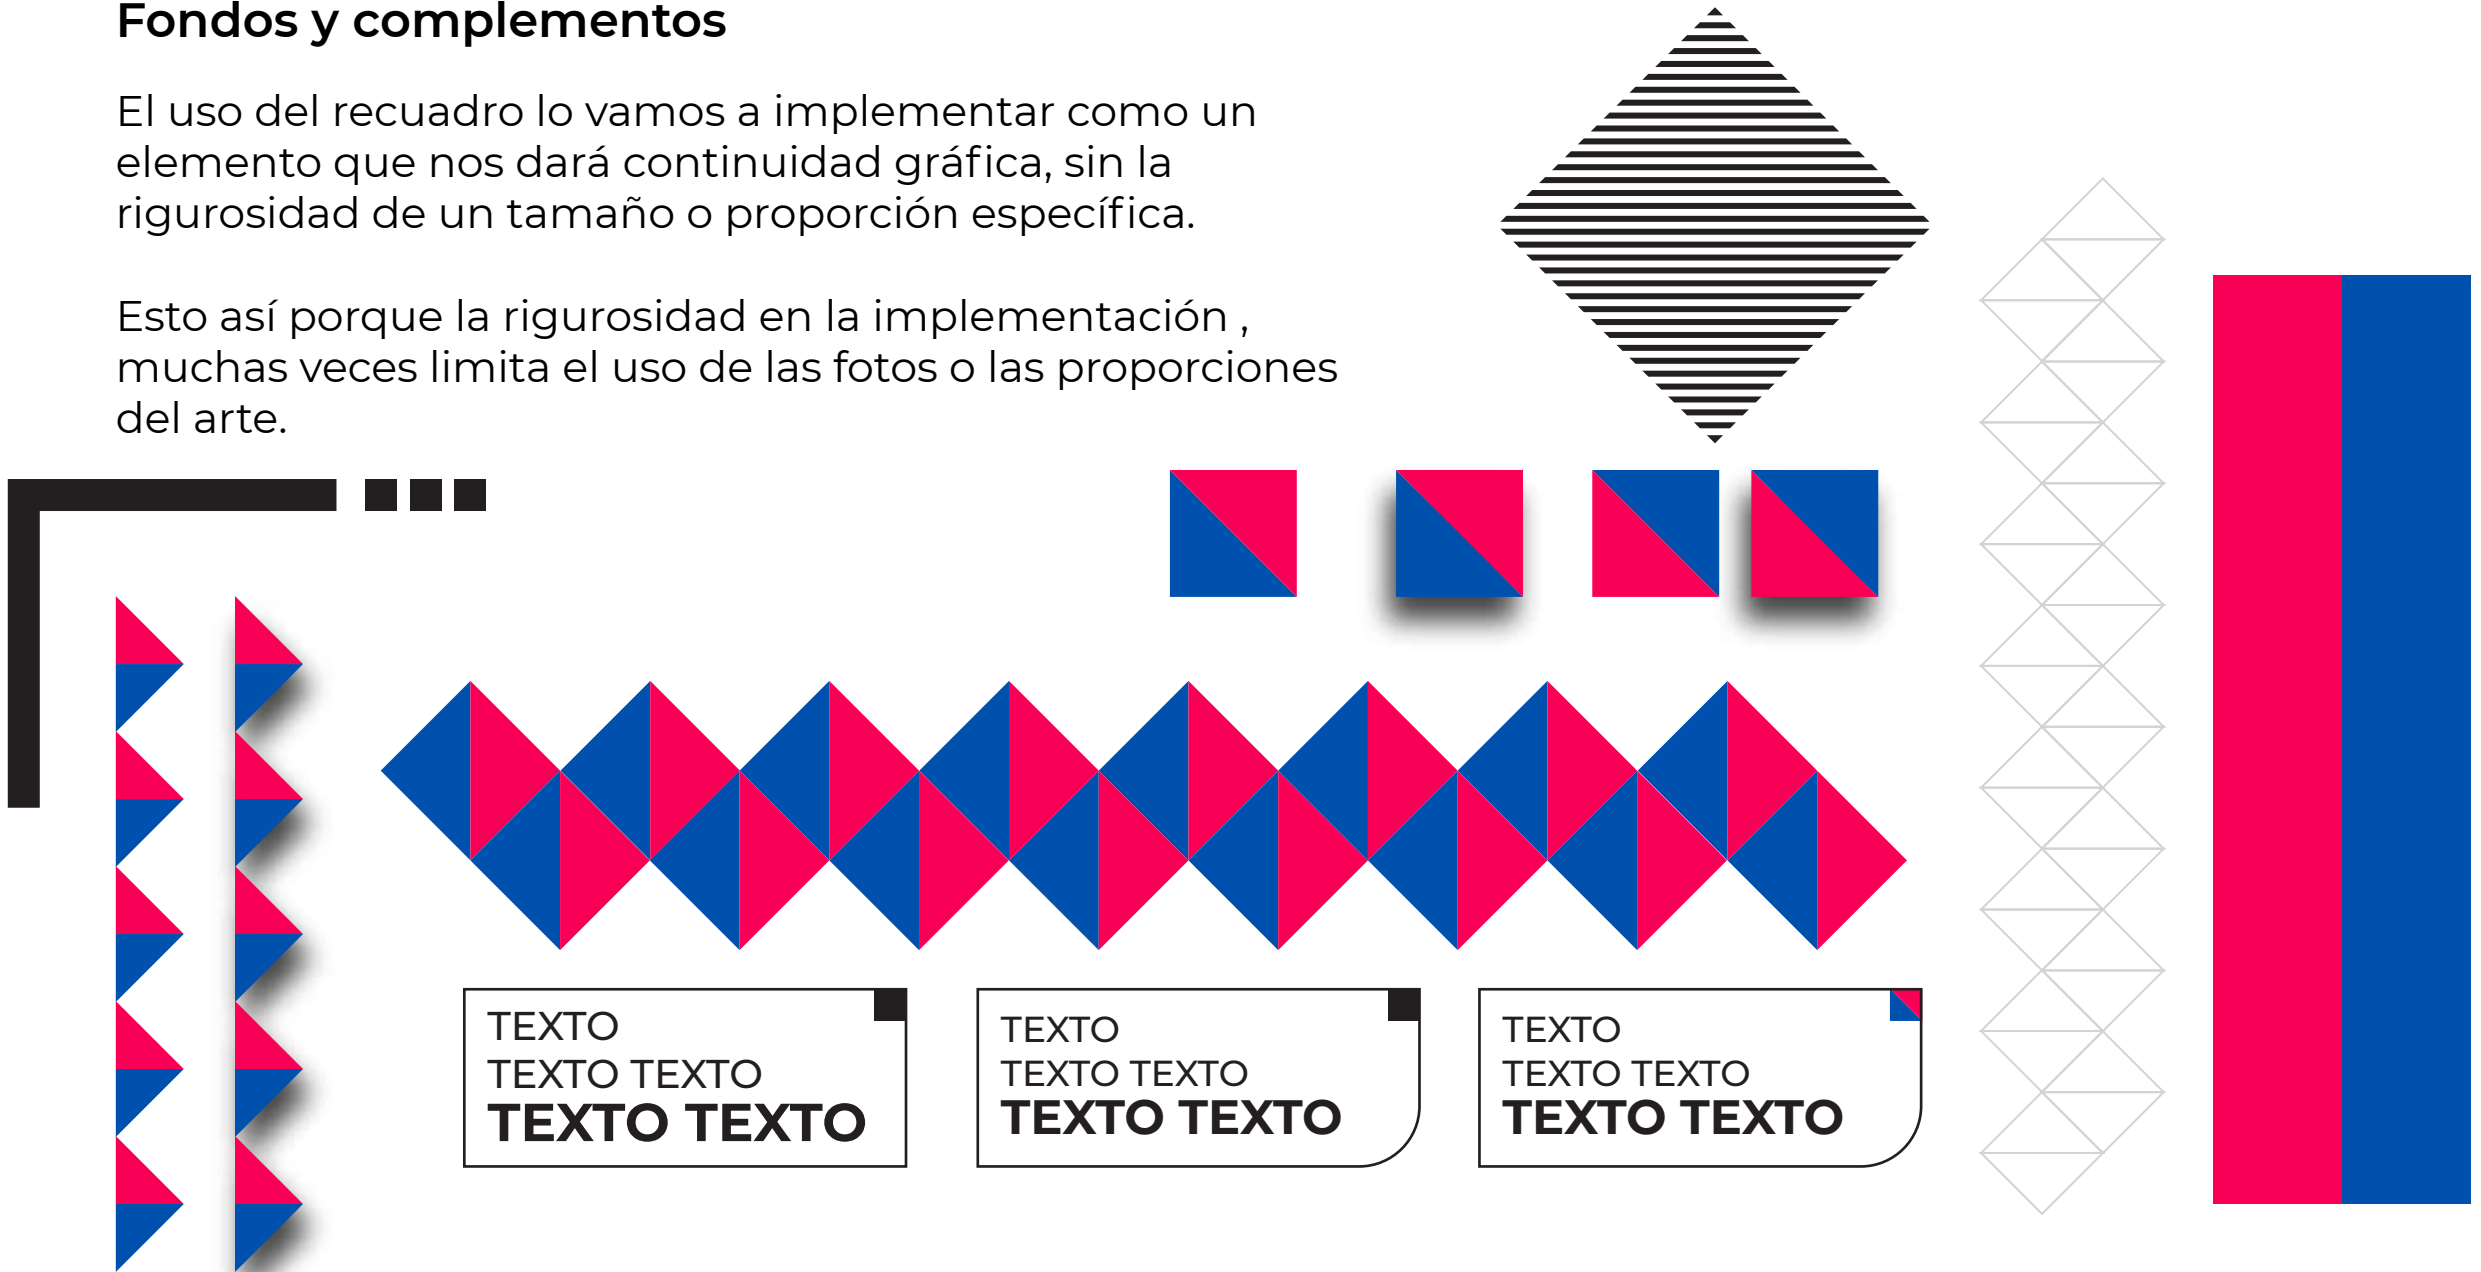 Fondos y complementos
El uso del recuadro lo vamos a implementar como un
elemento que nos dará continuidad gráfica, sin la
rigurosidad de un tamaño o proporción específica.
Esto así porque la rigurosidad en la implementación ,
muchas veces limita el uso de las fotos o las proporciones
del arte.
TEXTO
TEXTO TEXTO
TEXTO TEXTO
TEXTO
TEXTO TEXTO
TEXTO TEXTO
TEXTO
TEXTO TEXTO
TEXTO TEXTO